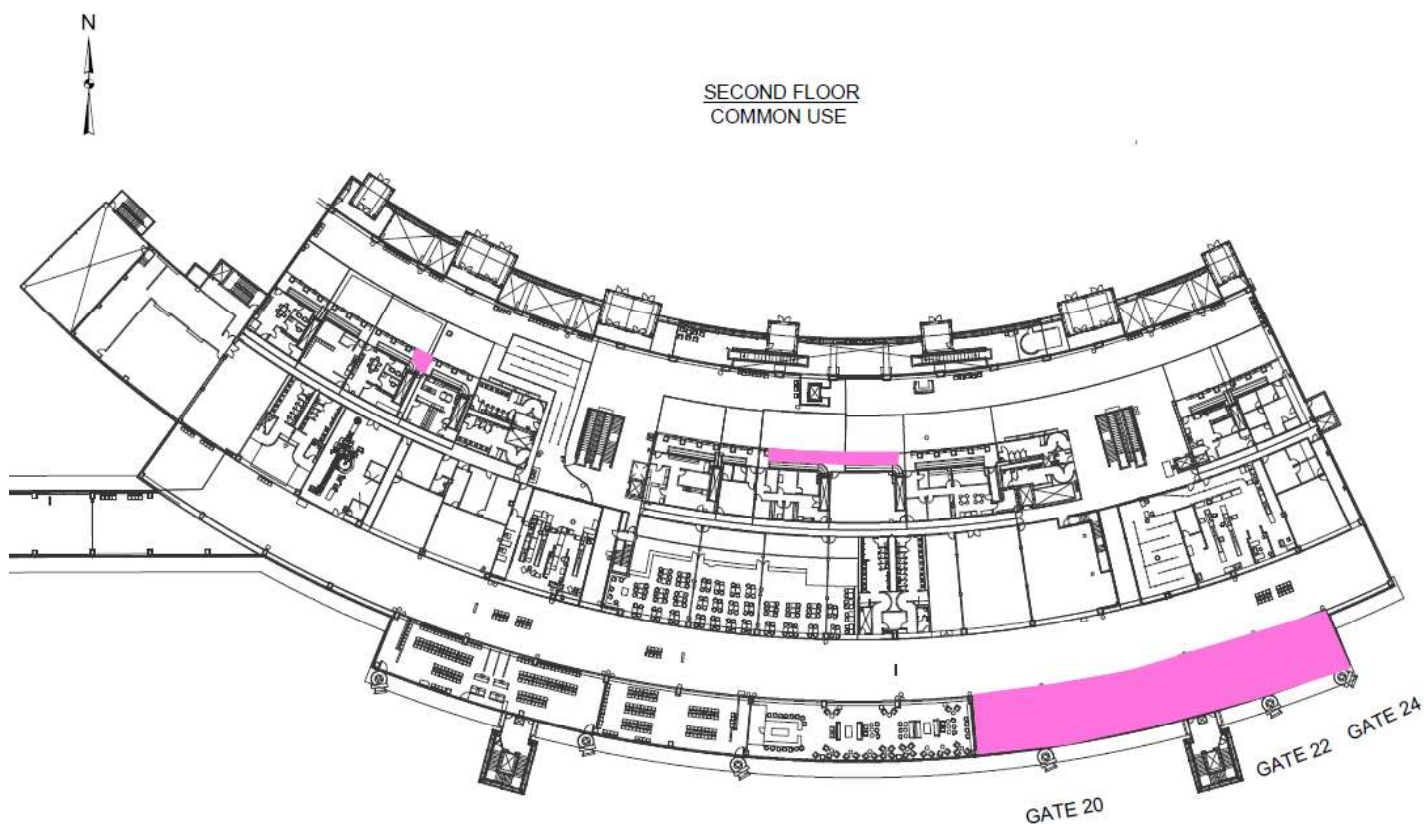 N
SECOND FLOOR
COMMON USE
GATE 20
GATE 22
GATE 24